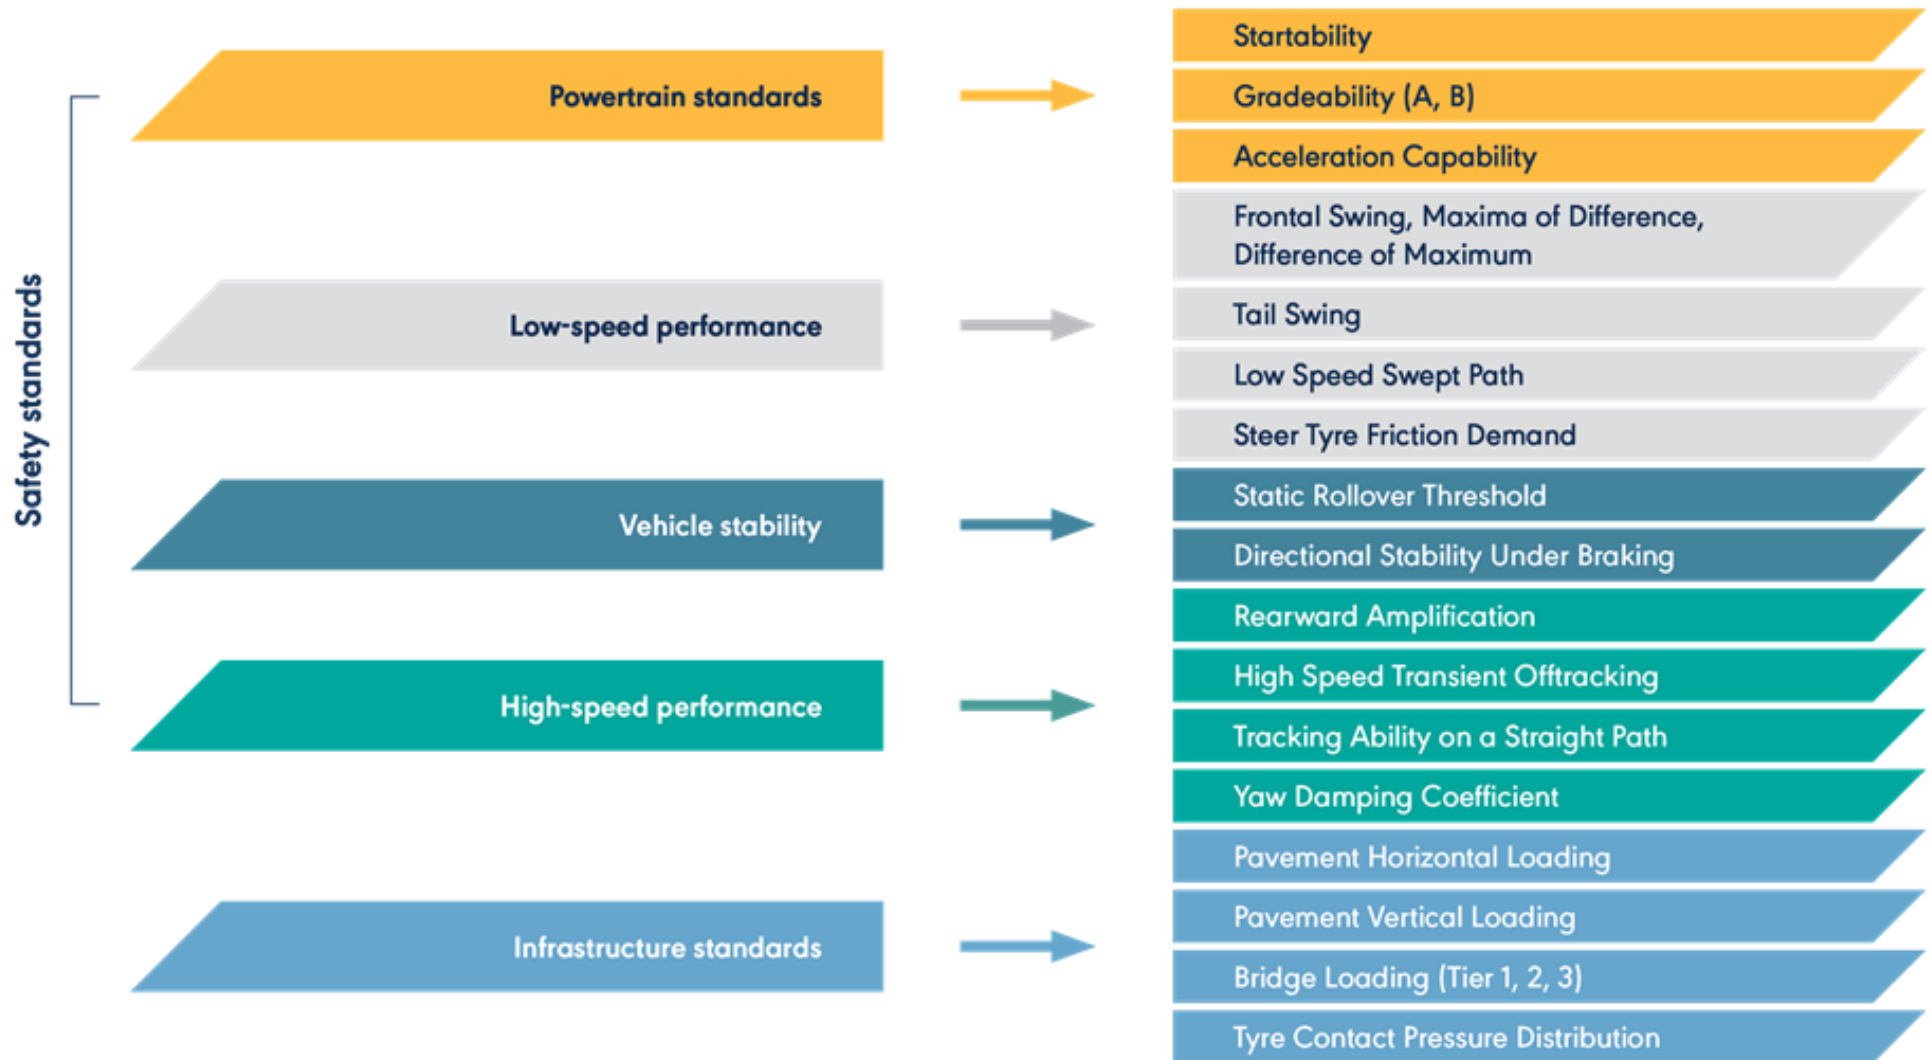 Safety standards
Powertrain standards
Startability
Gradeability (A, B)
Acceleration Capability
Low-speed performance
Frontal Swing, Maxima of Difference,
Difference of Maximum
Tail Swing
Low Speed Swept Path
Steer Tyre Friction Demand
Vehicle stability
Static Rollover Threshold
Directional Stability Under Braking
High-speed performance
Rearward Amplification
High Speed Transient Offtracking
Tracking Ability on a Straight Path
Yaw Damping Coefficient
Infrastructure standards
Pavement Horizontal Loading
Pavement Vertical Loading
Bridge Loading (Tier 1, 2, 3)
Tyre Contact Pressure Distribution